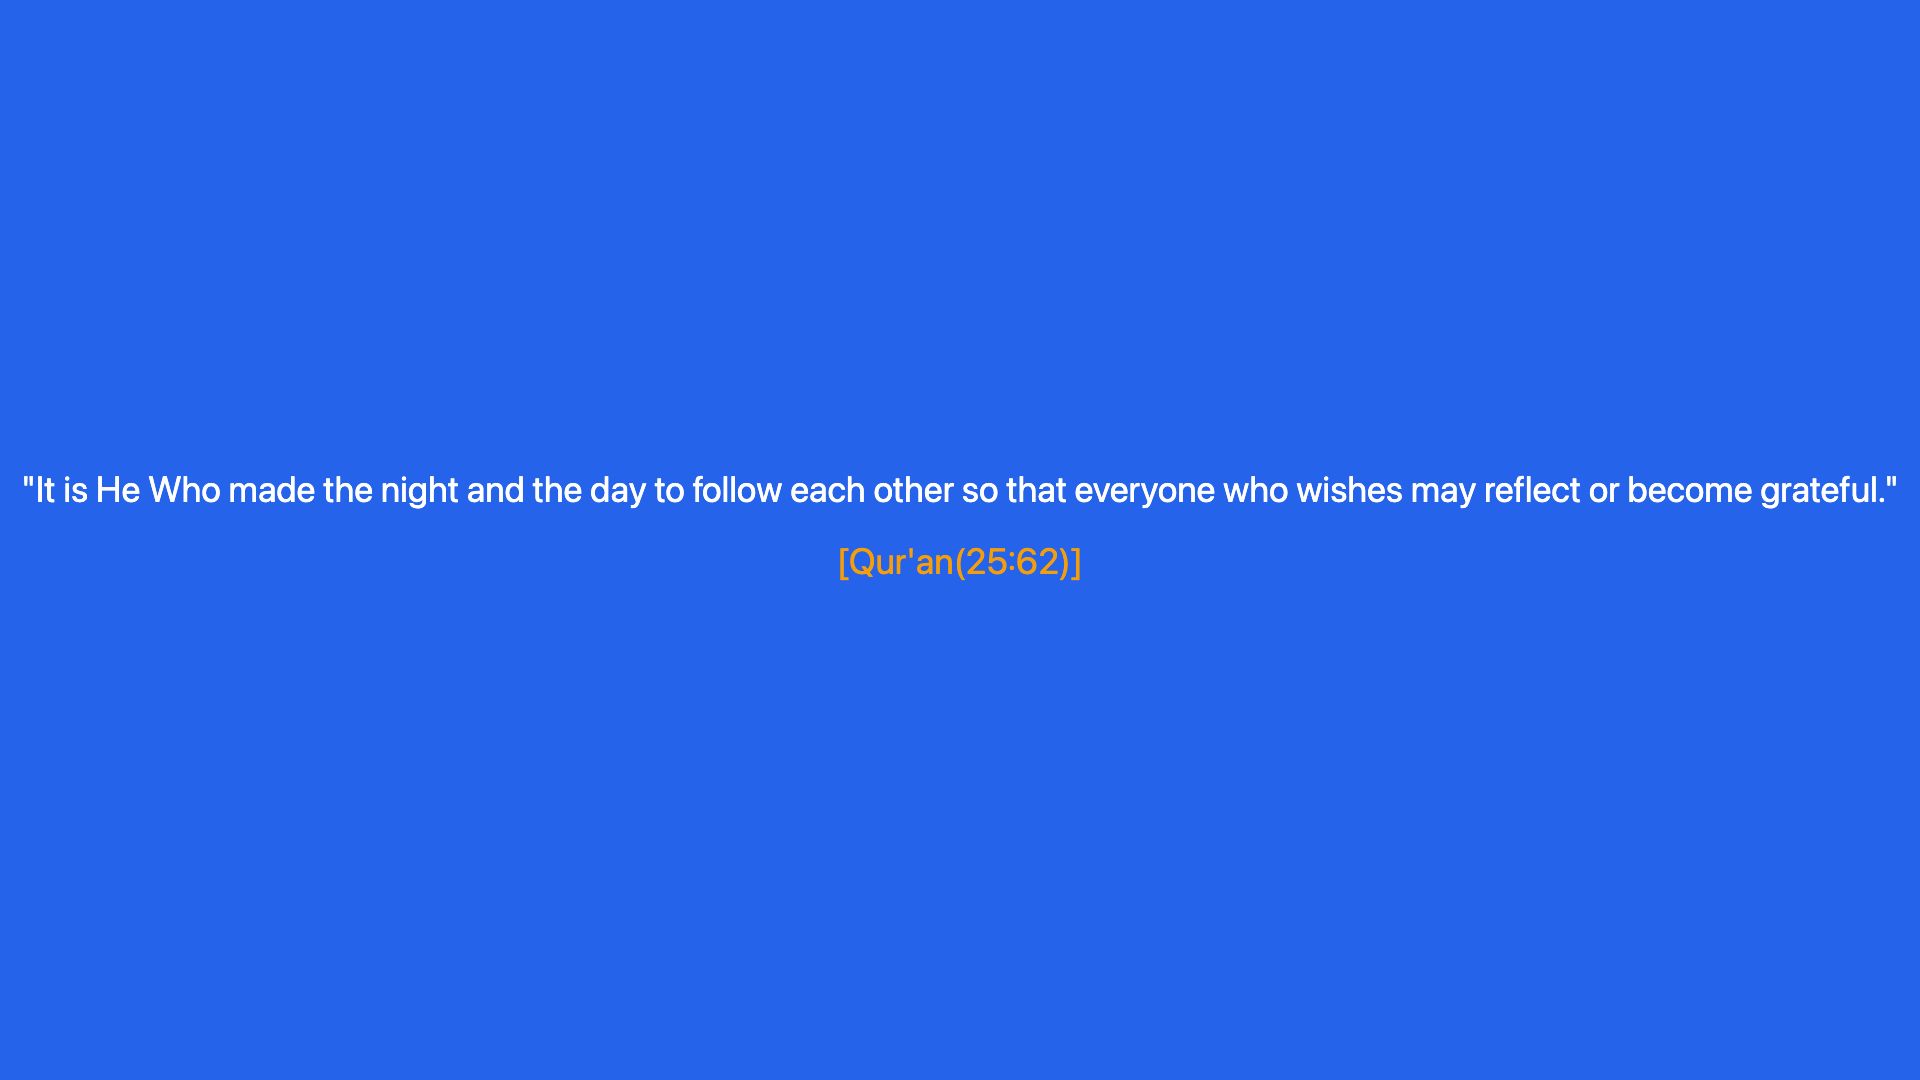 "It is He Who made the night and the day to follow each other so that everyone who wishes may reflect or become grateful."
[Qur'an(25:62)]